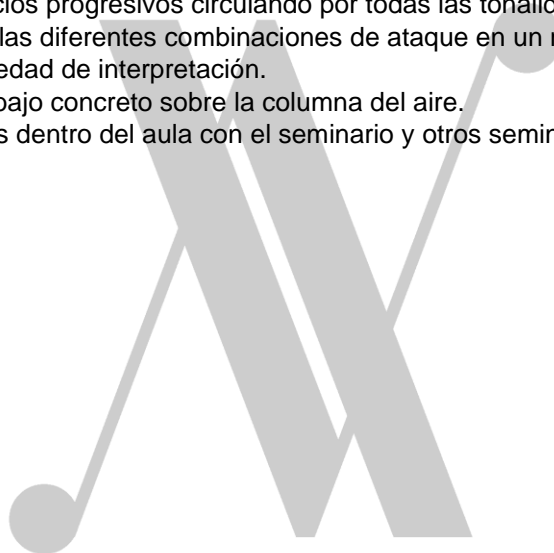 cios progresivos circulando por todas las tonalid
las diferentes combinaciones de ataque en un
edad de interpretación.
bajo concreto sobre la columna del aire.
s dentro del aula con el seminario y otros semin